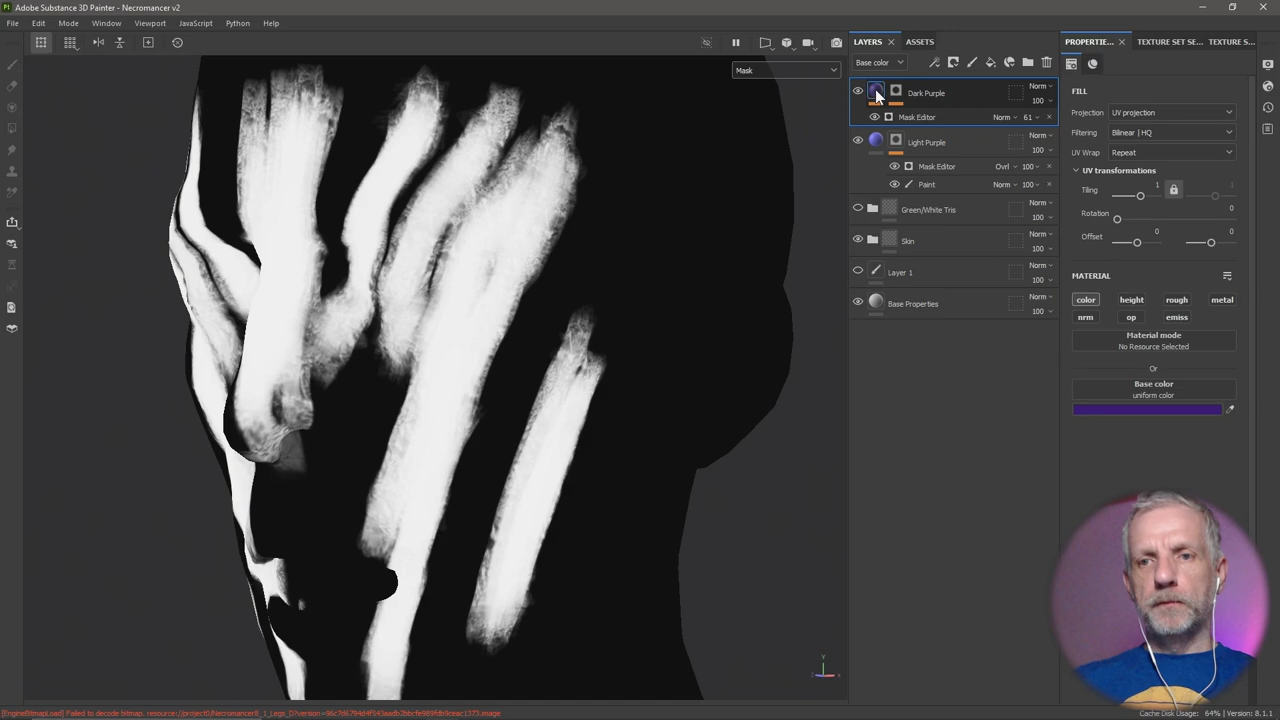 Adobe Substance 3D Painter - Necromancer v2
File Edit Mode Window Viewport JavaScript Python Help
Mask
LAYERS ASSETS
Base color
Dark Purple Norm 100
Mask Editor Norm 61
Light Purple Norm 100
Mask Editor Ovrl 100
Paint Norm 100
Green/White Tris Norm 100
Skin Norm 100
Layer 1 Norm 100
Base Properties Norm 100
PROPERTIE... TEXTURE SET SE... TEXTURE S...
FILL
Projection UV projection
Filtering Bilinear | HQ
UV Wrap Repeat
UV transformations
Tiling 1 1
Rotation 0
Offset 0 0
MATERIAL
color height rough metal
nrm op emiss
Material mode
No Resource Selected
Or
Base color
uniform color
Y
Cache Disk Usage: 64% | Version: 8.1.1